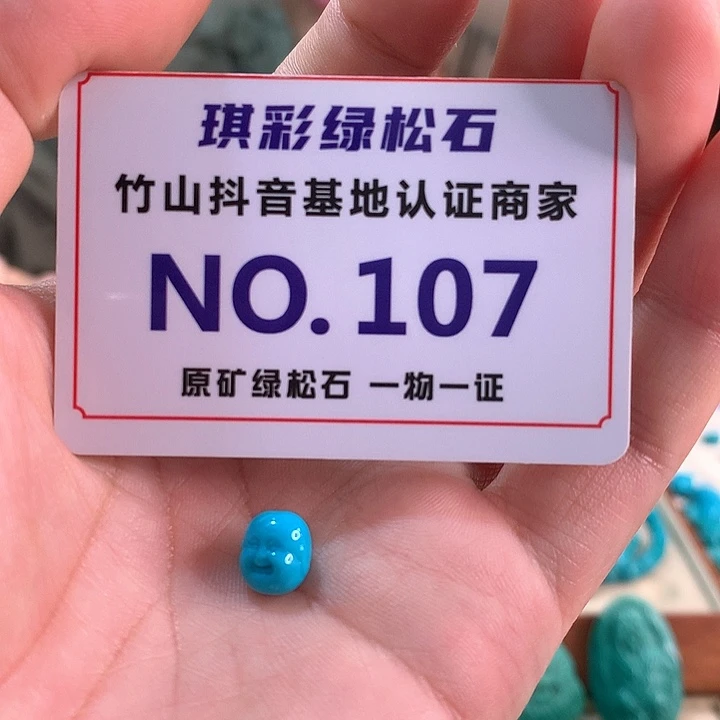 琪彩绿松石
竹山抖音基地认证商家
NO.107
原矿绿松石 一物一证